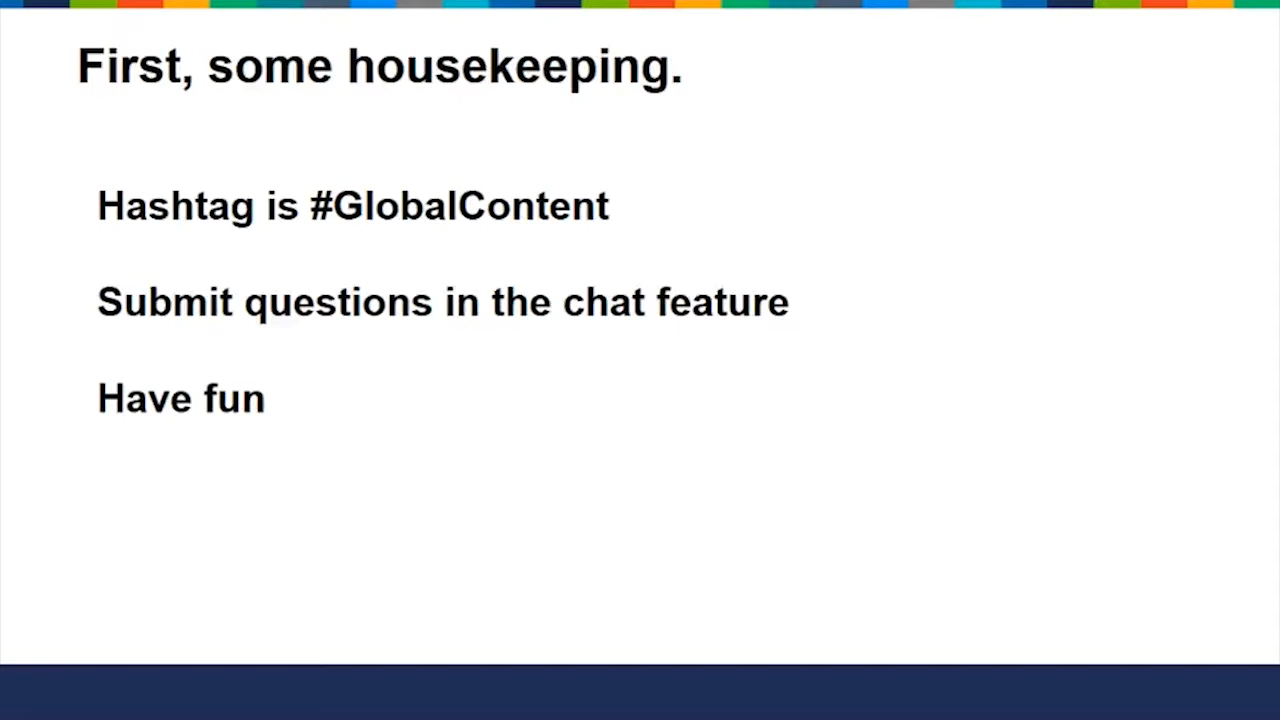 First, some housekeeping.
Hashtag is #GlobalContent
Submit questions in the chat feature
Have fun